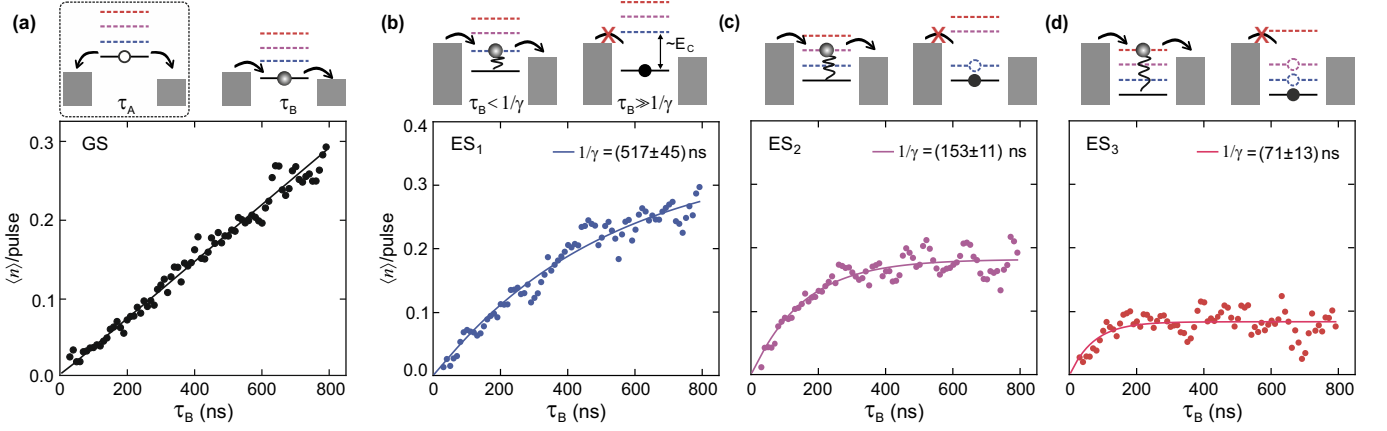 (a)
τA
τB
GS
0.3
0.2
0.1
0.0
⟨n⟩/pulse
0
200
400
600
800
τB (ns)
(b)
~EC
τB< 1/γ
τB≫1/γ
ES1
1/γ =(517±45) ns
0.3
0.2
0.1
0.0
⟨n⟩/pulse
0
200
400
600
800
τB (ns)
(c)
ES2
1/γ =(153±11) ns
0
200
400
600
800
τB (ns)
(d)
ES3
1/γ =(71±13) ns
0
200
400
600
800
τB (ns)